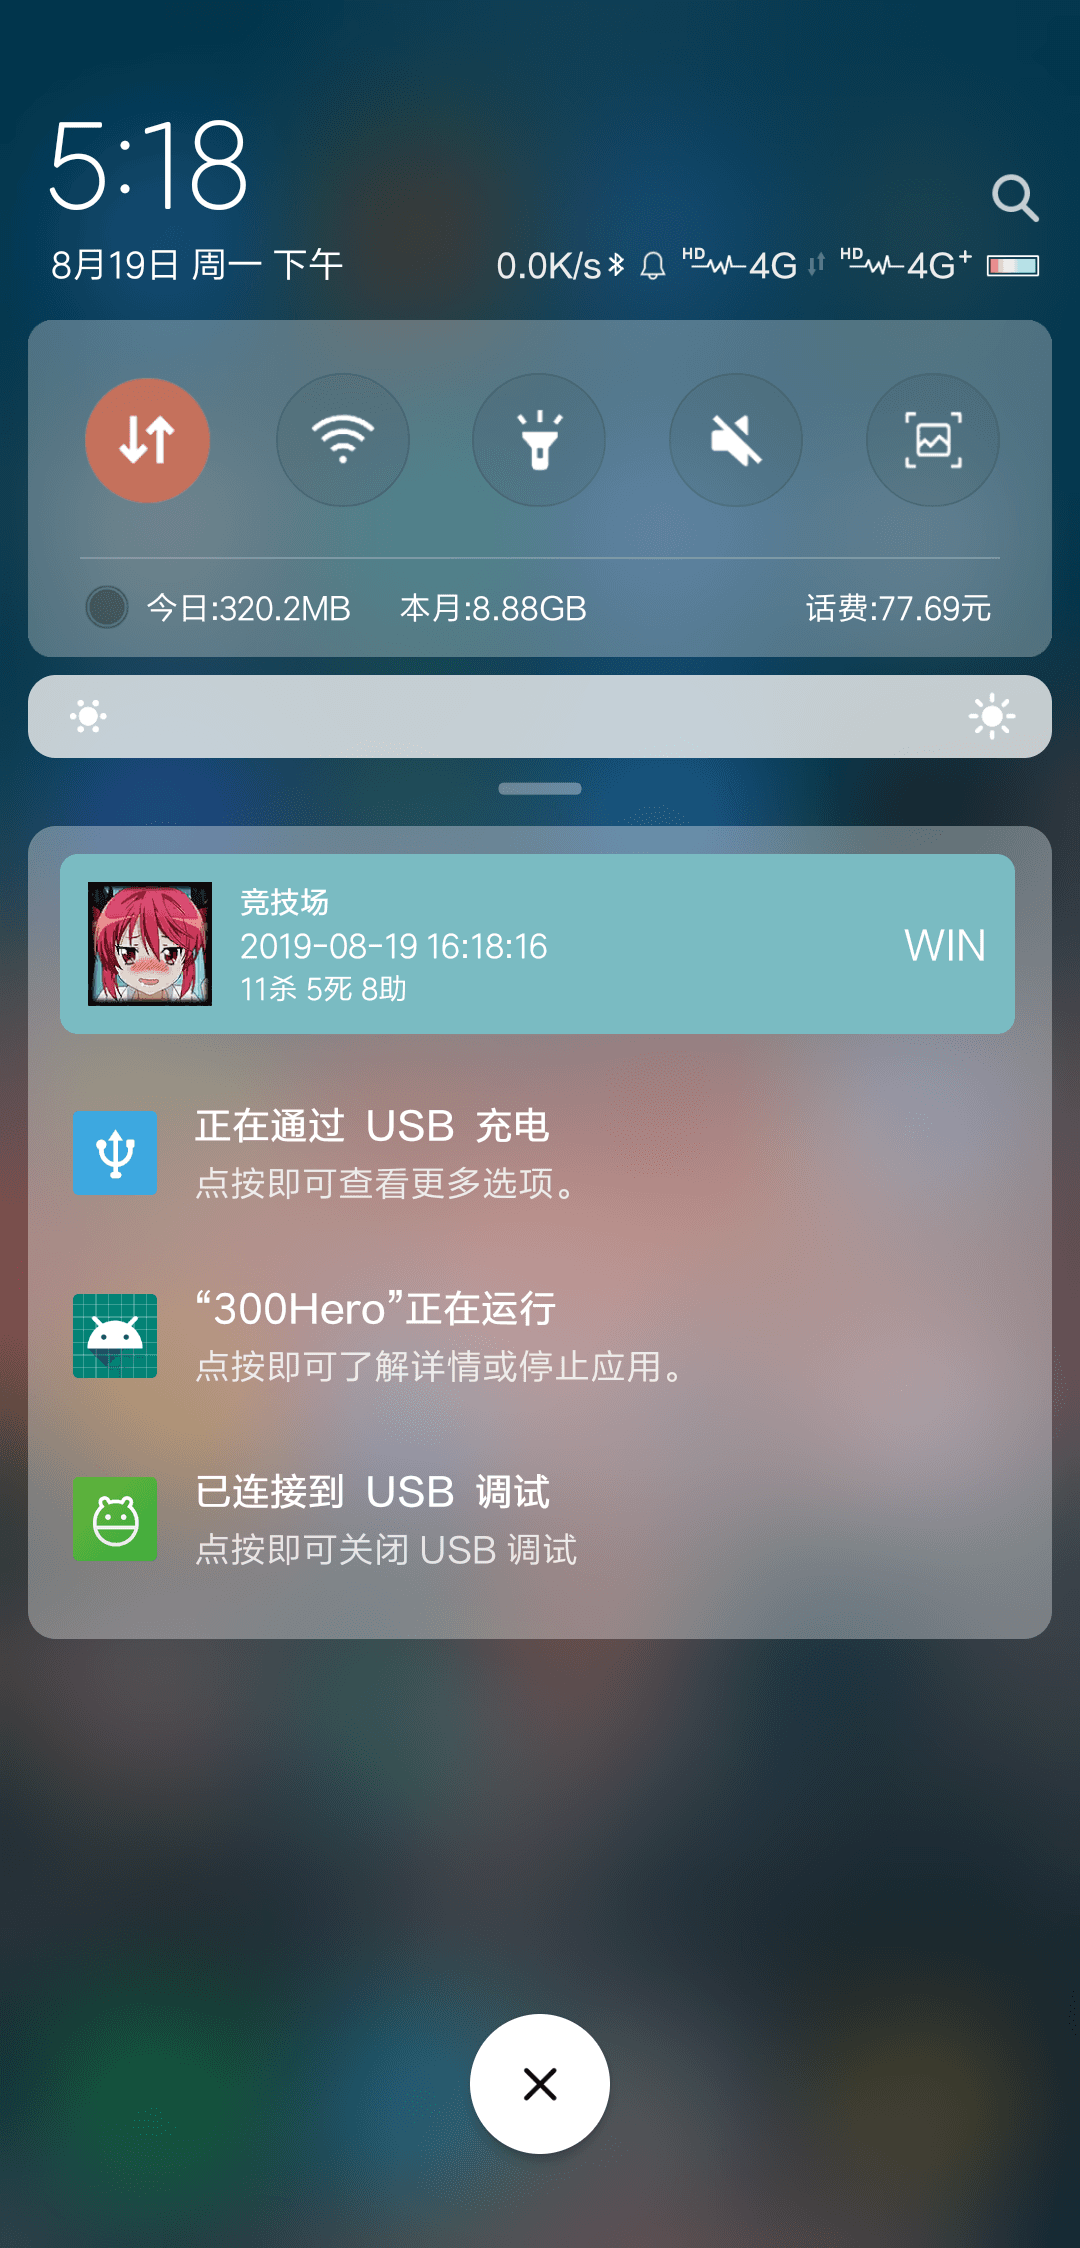 5:18
8月19日 周一 下午
0.0K/s HD 4G HD 4G+
今日:320.2MB 本月:8.88GB 话费:77.69元
竞技场
2019-08-19 16:18:16
11杀 5死 8助
WIN
正在通过 USB 充电
点按即可查看更多选项。
“300Hero”正在运行
点按即可了解详情或停止应用。
已连接到 USB 调试
点按即可关闭 USB 调试